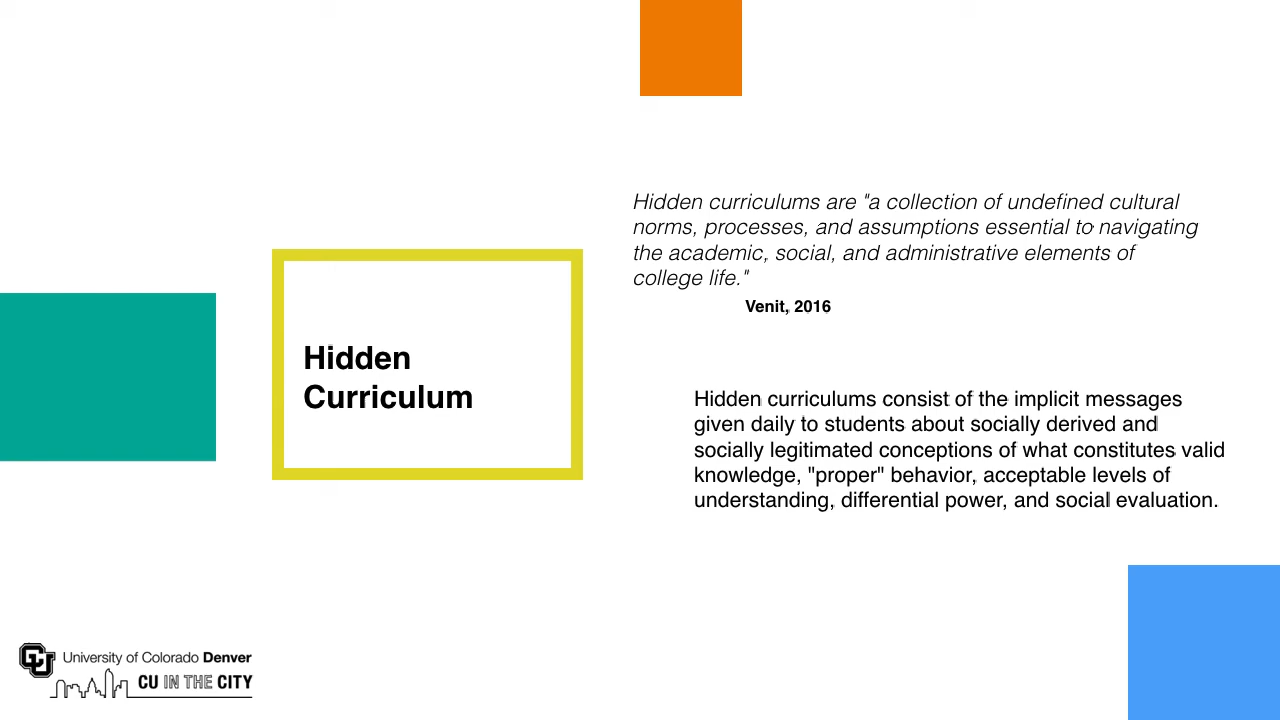 Hidden
Curriculum
Hidden curriculums are "a collection of undefined cultural
norms, processes, and assumptions essential to navigating
the academic, social, and administrative elements of
college life."
Venit, 2016
Hidden curriculums consist of the implicit messages
given daily to students about socially derived and
socially legitimated conceptions of what constitutes valid
knowledge, "proper" behavior, acceptable levels of
understanding, differential power, and social evaluation.
CU University of Colorado Denver
CU IN THE CITY